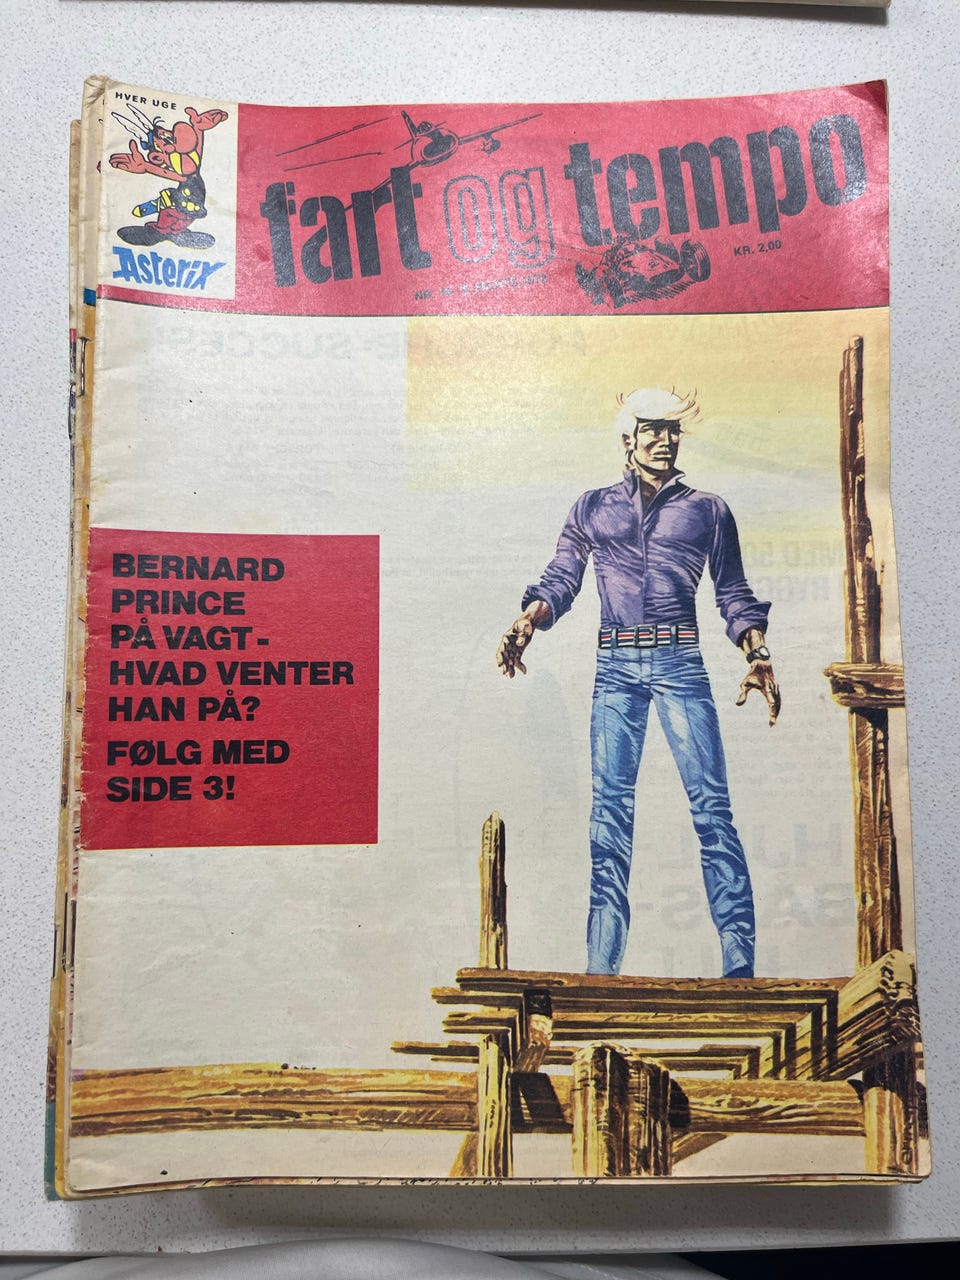 HVER UGE
Asterix
fart og tempo
KR. 2,00
NR.
BERNARD
PRINCE
PÅ VAGT-
HVAD VENTER
HAN PÅ?
FØLG MED
SIDE 3!